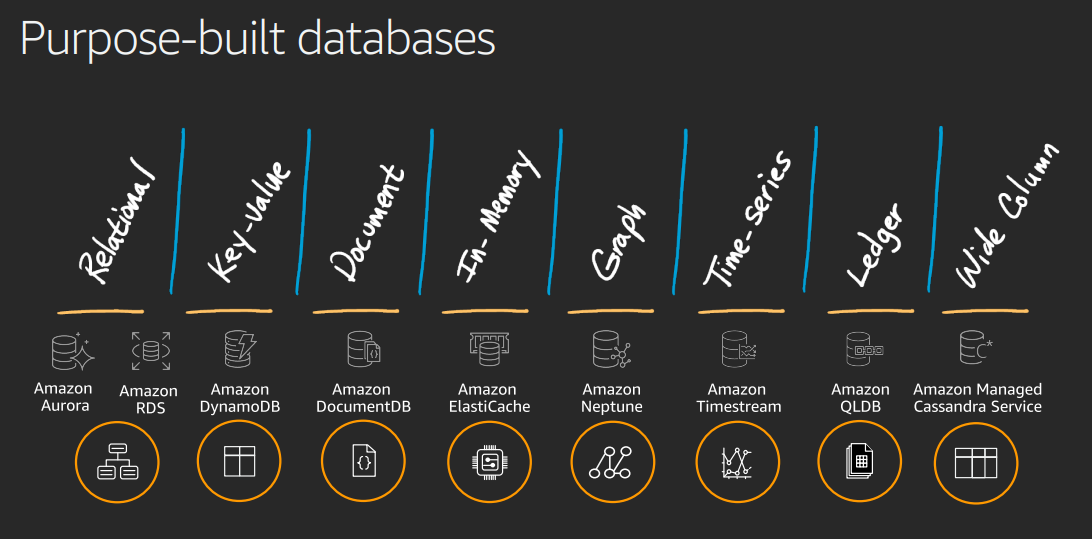 Purpose-built databases
Relational
Key-value
Document
In-Memory
Graph
Time-series
Ledger
Wide Column
Amazon
Aurora
Amazon
RDS
Amazon
DynamoDB
Amazon
DocumentDB
Amazon
ElastiCache
Amazon
Neptune
Amazon
Timestream
Amazon
QLDB
Amazon Managed
Cassandra Service